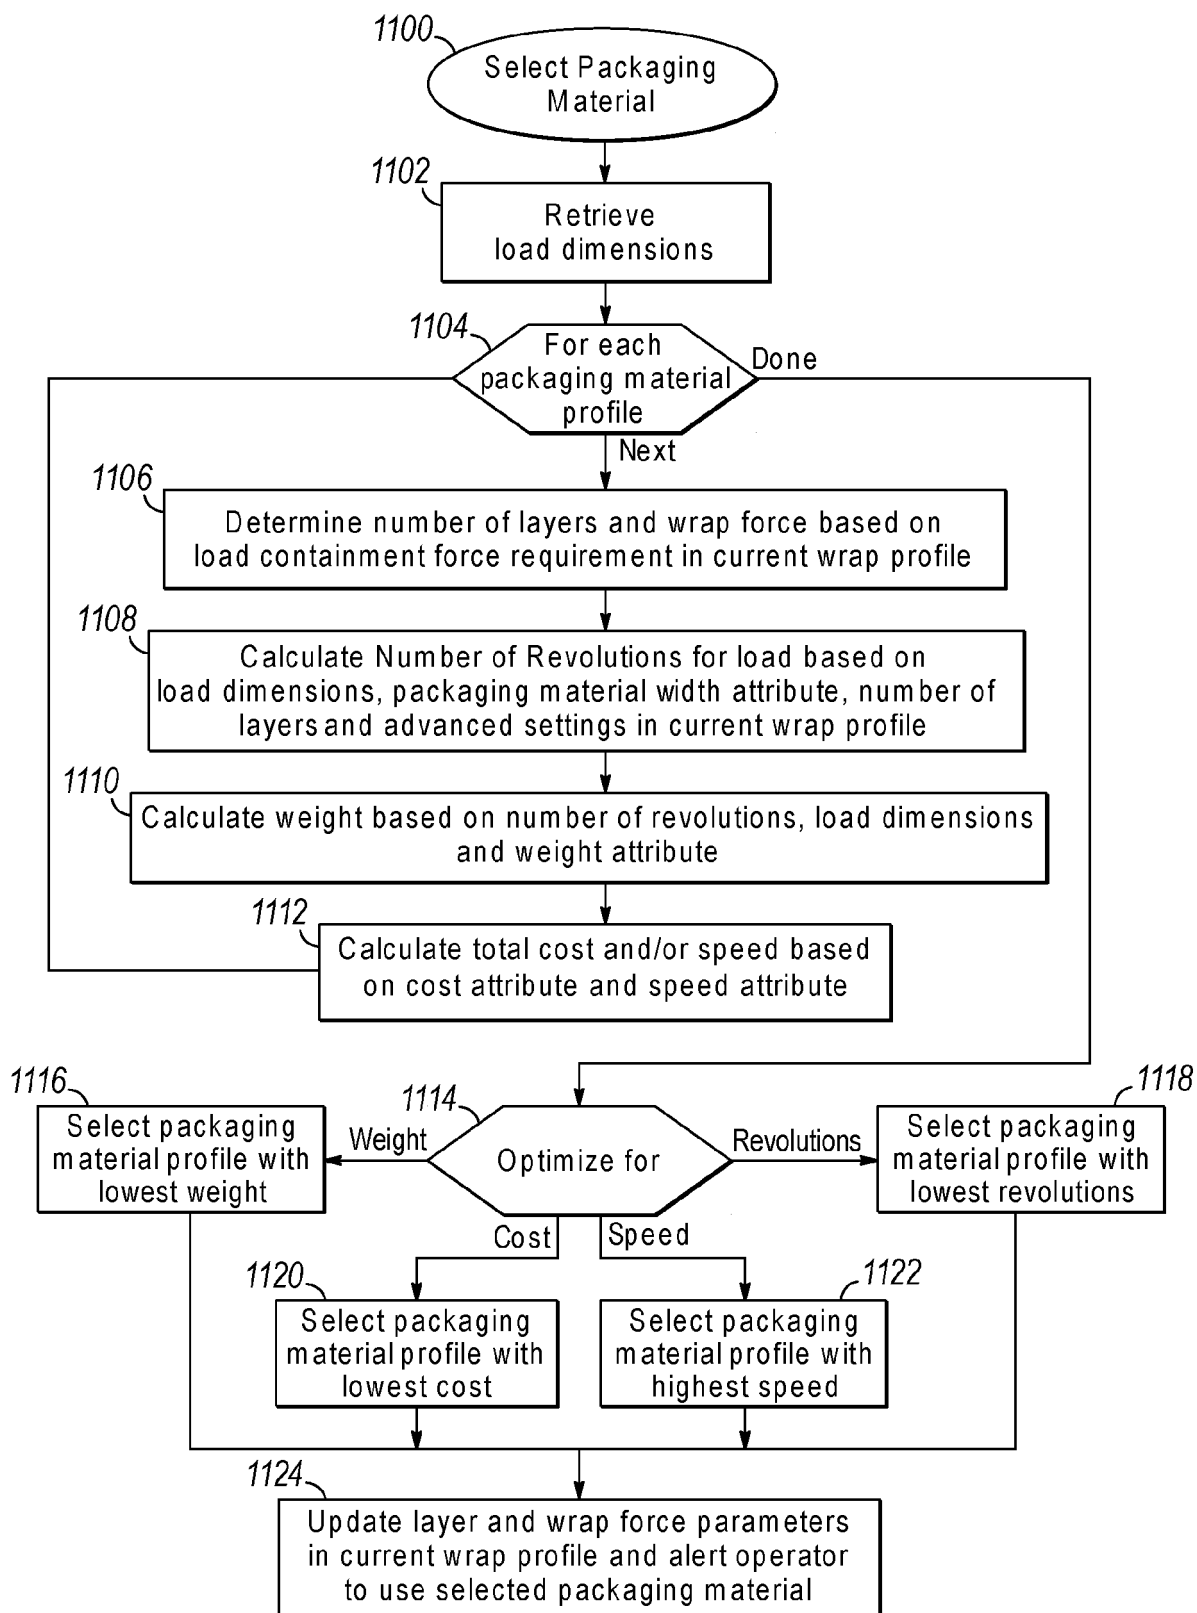 1100
Select Packaging
Material
1102
Retrieve
load dimensions
1104
For each
packaging material
profile
Done
Next
1106
Determine number of layers and wrap force based on
load containment force requirement in current wrap profile
1108
Calculate Number of Revolutions for load based on
load dimensions, packaging material width attribute, number of
layers and advanced settings in current wrap profile
1110
Calculate weight based on number of revolutions, load dimensions
and weight attribute
1112
Calculate total cost and/or speed based
on cost attribute and speed attribute
1114
Optimize for
Weight
Revolutions
Cost
Speed
1116
Select packaging
material profile with
lowest weight
1118
Select packaging
material profile with
lowest revolutions
1120
Select packaging
material profile with
lowest cost
1122
Select packaging
material profile with
highest speed
1124
Update layer and wrap force parameters
in current wrap profile and alert operator
to use selected packaging material